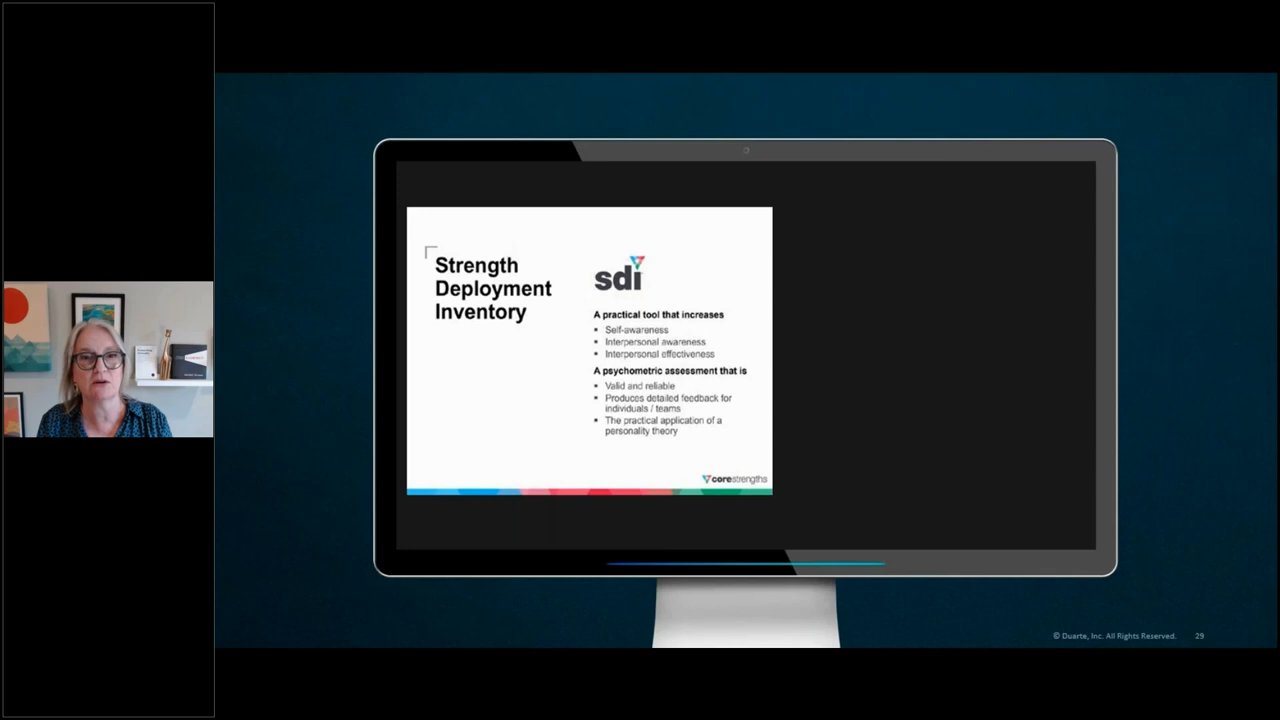 Strength
Deployment
Inventory
sdi
A practical tool that increases
▪ Self-awareness
▪ Interpersonal awareness
▪ Interpersonal effectiveness
A psychometric assessment that is
▪ Valid and reliable
▪ Produces detailed feedback for
individuals / teams
▪ The practical application of a
personality theory
corestrengths
© Duarte, Inc. All Rights Reserved. 29